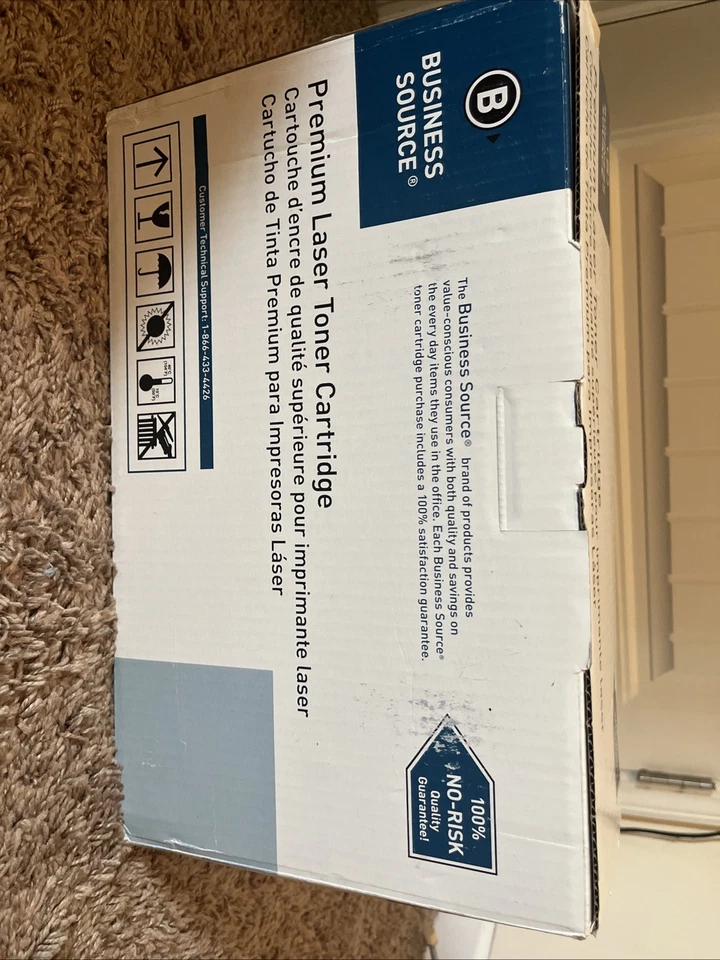 B
BUSINESS
SOURCE®
The Business Source® brand of products provides
value-conscious consumers with both quality and savings on
the every day items they use in the office. Each Business Source®
toner cartridge purchase includes a 100% satisfaction guarantee.
100%
NO-RISK
Quality
Guarantee!
Premium Laser Toner Cartridge
Cartouche d'encre de qualité supérieure pour imprimante laser
Cartucho de Tinta Premium para Impresoras Láser
Customer Technical Support: 1-866-433-4426